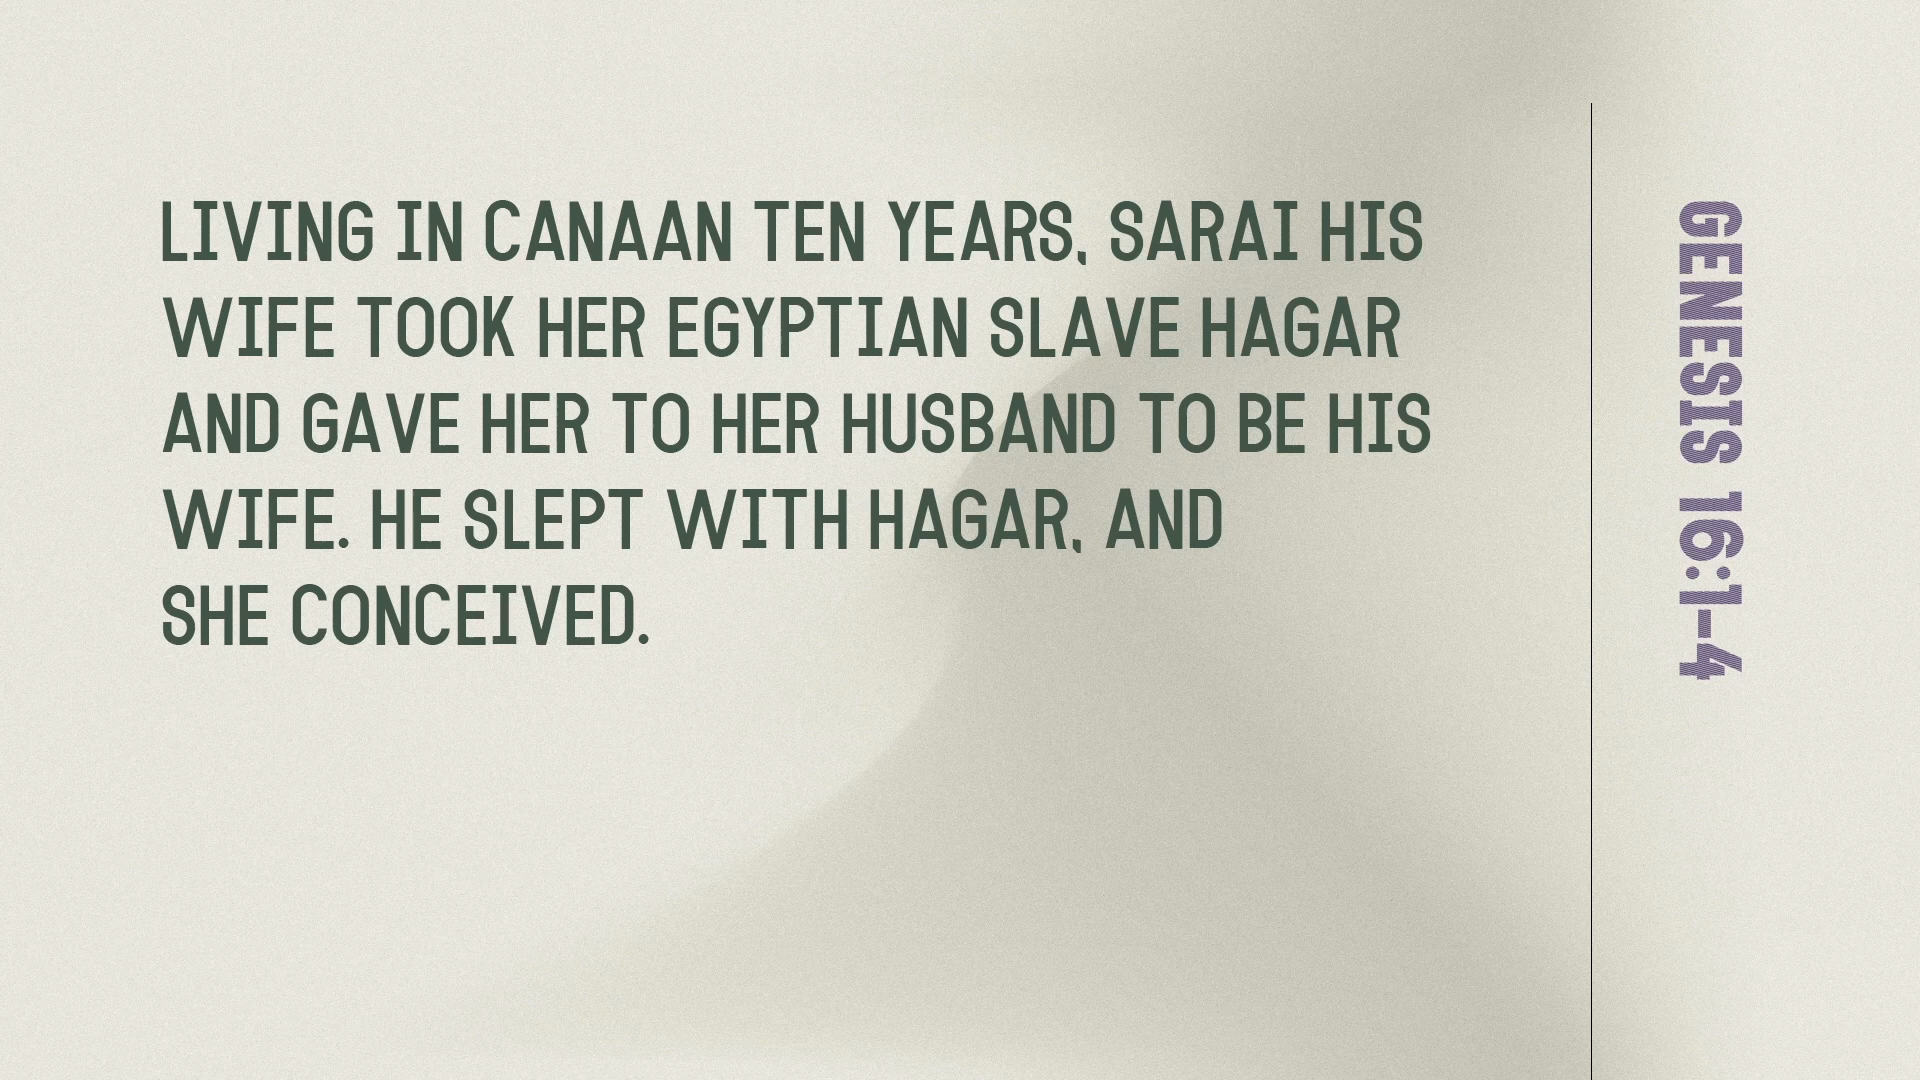 LIVING IN CANAAN TEN YEARS, SARAI HIS
WIFE TOOK HER EGYPTIAN SLAVE HAGAR
AND GAVE HER TO HER HUSBAND TO BE HIS
WIFE. HE SLEPT WITH HAGAR, AND
SHE CONCEIVED.
GENESIS 16:1-4